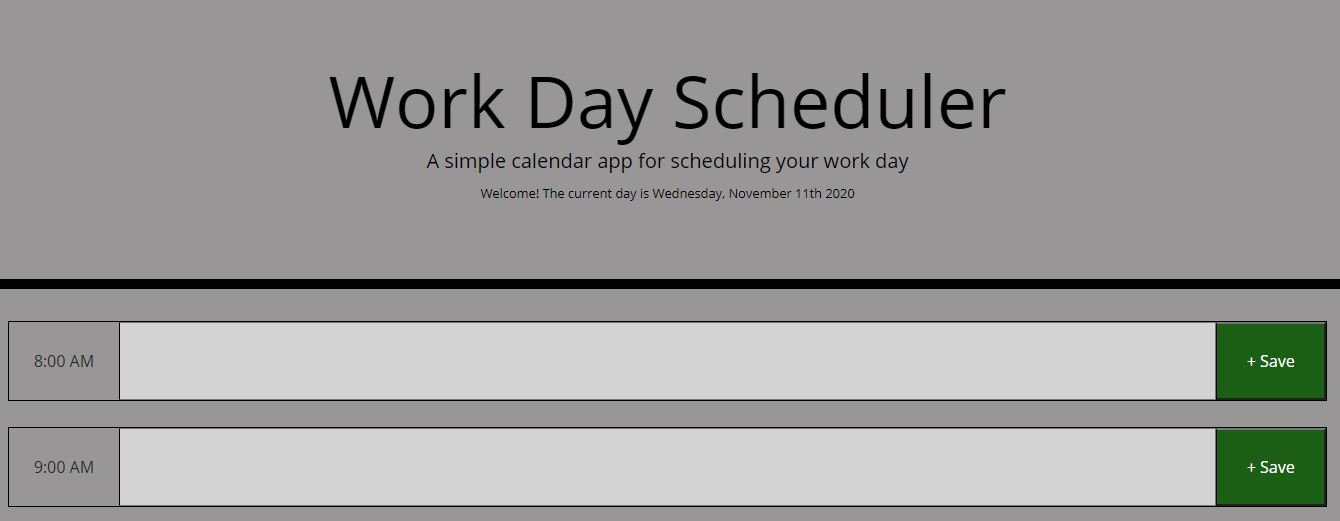 Work Day Scheduler
A simple calendar app for scheduling your work day
Welcome! The current day is Wednesday, November 11th 2020
8:00 AM
+ Save
9:00 AM
+ Save